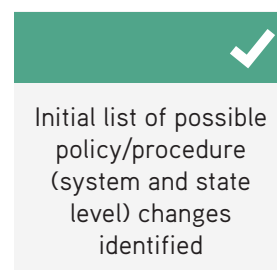 Initial list of possible
policy/procedure
(system and state
level) changes
identified